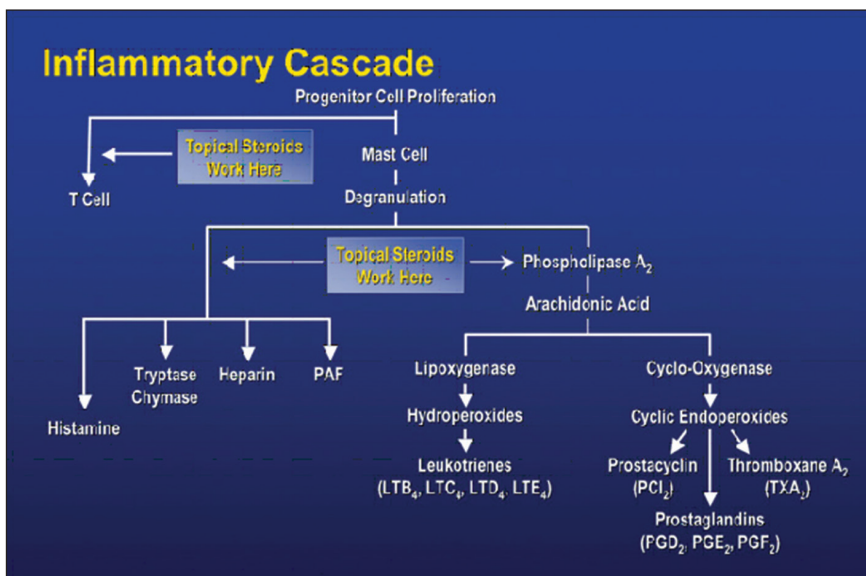 Inflammatory Cascade
Progenitor Cell Proliferation
Topical Steroids
Work Here
Mast Cell
T Cell
Degranulation
Topical Steroids
Work Here
Phospholipase A₂
Arachidonic Acid
Histamine
Tryptase
Chymase
Heparin
PAF
Lipoxygenase
Cyclo-Oxygenase
Hydroperoxides
Cyclic Endoperoxides
Leukotrienes
(LTB₄, LTC₄, LTD₄, LTE₄)
Prostacyclin
(PCI₂)
Thromboxane A₂
(TXA₂)
Prostaglandins
(PGD₂, PGE₂, PGF₂)